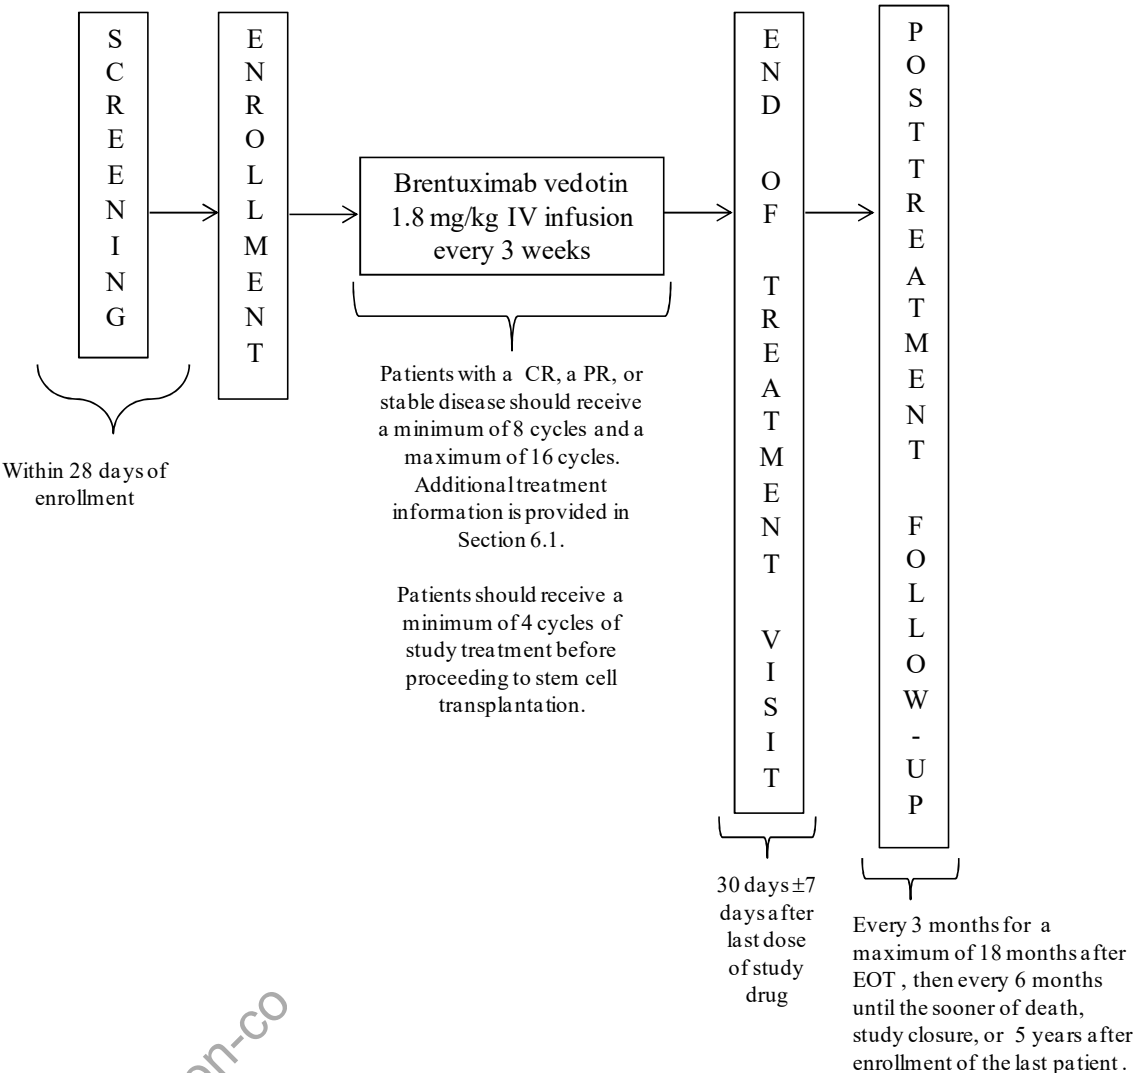 SCREENING
ENROLLMENT
Brentuximab vedotin
1.8 mg/kg IV infusion
every 3 weeks
END OF TREATMENT VISIT
POSTTREATMENT FOLLOW-UP
Within 28 days of
enrollment
Patients with a CR, a PR, or
stable disease should receive
a minimum of 8 cycles and a
maximum of 16 cycles.
Additional treatment
information is provided in
Section 6.1.
Patients should receive a
minimum of 4 cycles of
study treatment before
proceeding to stem cell
transplantation.
30 days ±7
days after
last dose
of study
drug
Every 3 months for a
maximum of 18 months after
EOT , then every 6 months
until the sooner of death,
study closure, or 5 years after
enrollment of the last patient .
on-co